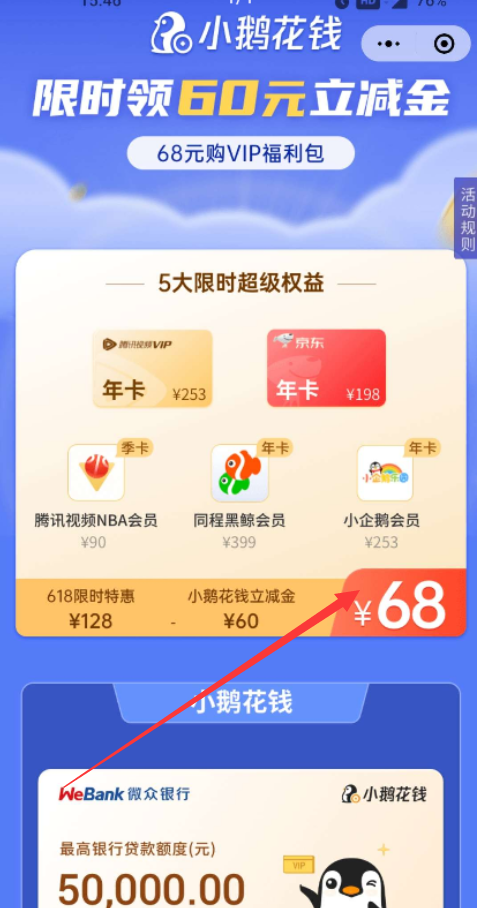 小鹅花钱
限时领60元立减金
68元购VIP福利包
活动规则
5大限时超级权益
腾讯视频VIP
年卡 ¥253
京东
年卡 ¥198
季卡
年卡
年卡
小企鹅乐园
腾讯视频NBA会员
同程黑鲸会员
小企鹅会员
¥90
¥399
¥253
618限时特惠
小鹅花钱立减金
¥128
-
¥60
¥68
小鹅花钱
WeBank 微众银行
小鹅花钱
最高银行贷款额度(元)
VIP
50,000.00